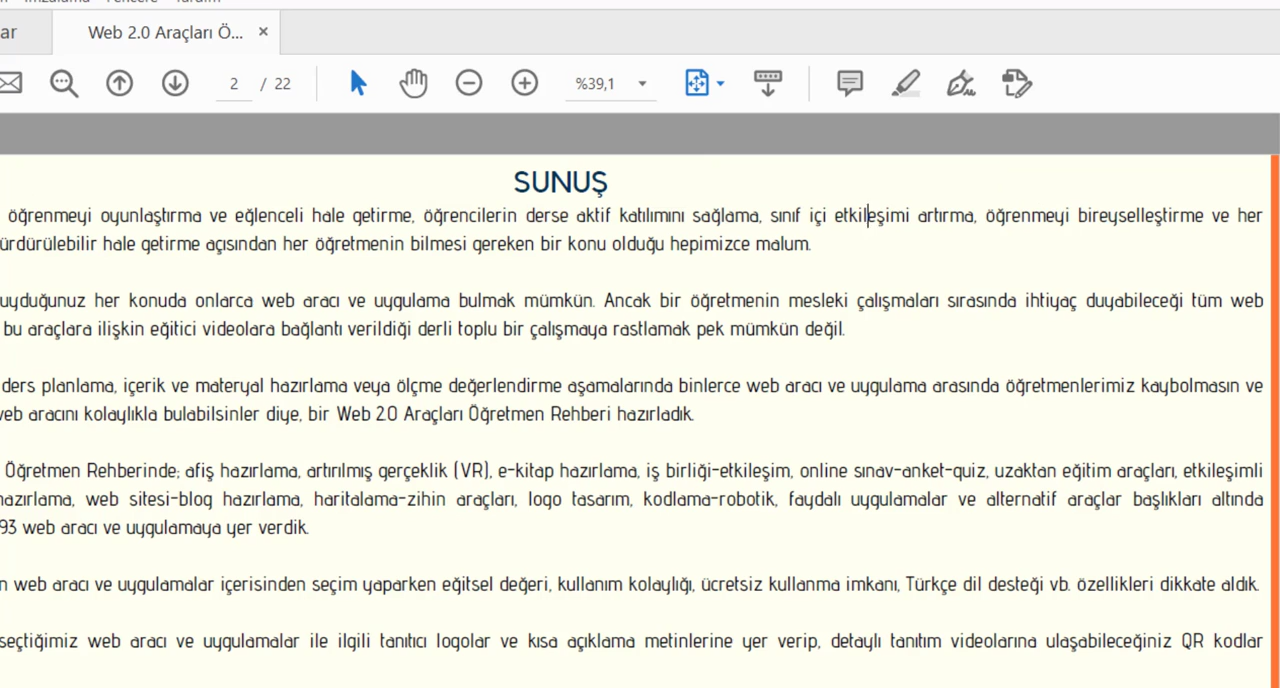 ar
Web 2.0 Araçları Ö... ×
2 / 22
%39,1
SUNUŞ
öğrenmeyi oyunlaştırma ve eğlenceli hale getirme, öğrencilerin derse aktif katılımını sağlama, sınıf içi etkileşimi artırma, öğrenmeyi bireyselleştirme ve her
ürdürülebilir hale getirme açısından her öğretmenin bilmesi gereken bir konu olduğu hepimizce malum.
uyduğunuz her konuda onlarca web aracı ve uygulama bulmak mümkün. Ancak bir öğretmenin mesleki çalışmaları sırasında ihtiyaç duyabileceği tüm web
bu araçlara ilişkin eğitici videolara bağlantı verildiği derli toplu bir çalışmaya rastlamak pek mümkün değil.
ders planlama, içerik ve materyal hazırlama veya ölçme değerlendirme aşamalarında binlerce web aracı ve uygulama arasında öğretmenlerimiz kaybolmasın ve
web aracını kolaylıkla bulabilsinler diye, bir Web 2.0 Araçları Öğretmen Rehberi hazırladık.
Öğretmen Rehberinde; afiş hazırlama, artırılmış gerçeklik (VR), e-kitap hazırlama, iş birliği-etkileşim, online sınav-anket-quiz, uzaktan eğitim araçları, etkileşimli
hazırlama, web sitesi-blog hazırlama, haritalama-zihin araçları, logo tasarım, kodlama-robotik, faydalı uygulamalar ve alternatif araçlar başlıkları altında
93 web aracı ve uygulamaya yer verdik.
n web aracı ve uygulamalar içerisinden seçim yaparken eğitsel değeri, kullanım kolaylığı, ücretsiz kullanma imkanı, Türkçe dil desteği vb. özellikleri dikkate aldık.
seçtiğimiz web aracı ve uygulamalar ile ilgili tanıtıcı logolar ve kısa açıklama metinlerine yer verip, detaylı tanıtım videolarına ulaşabileceğiniz QR kodlar